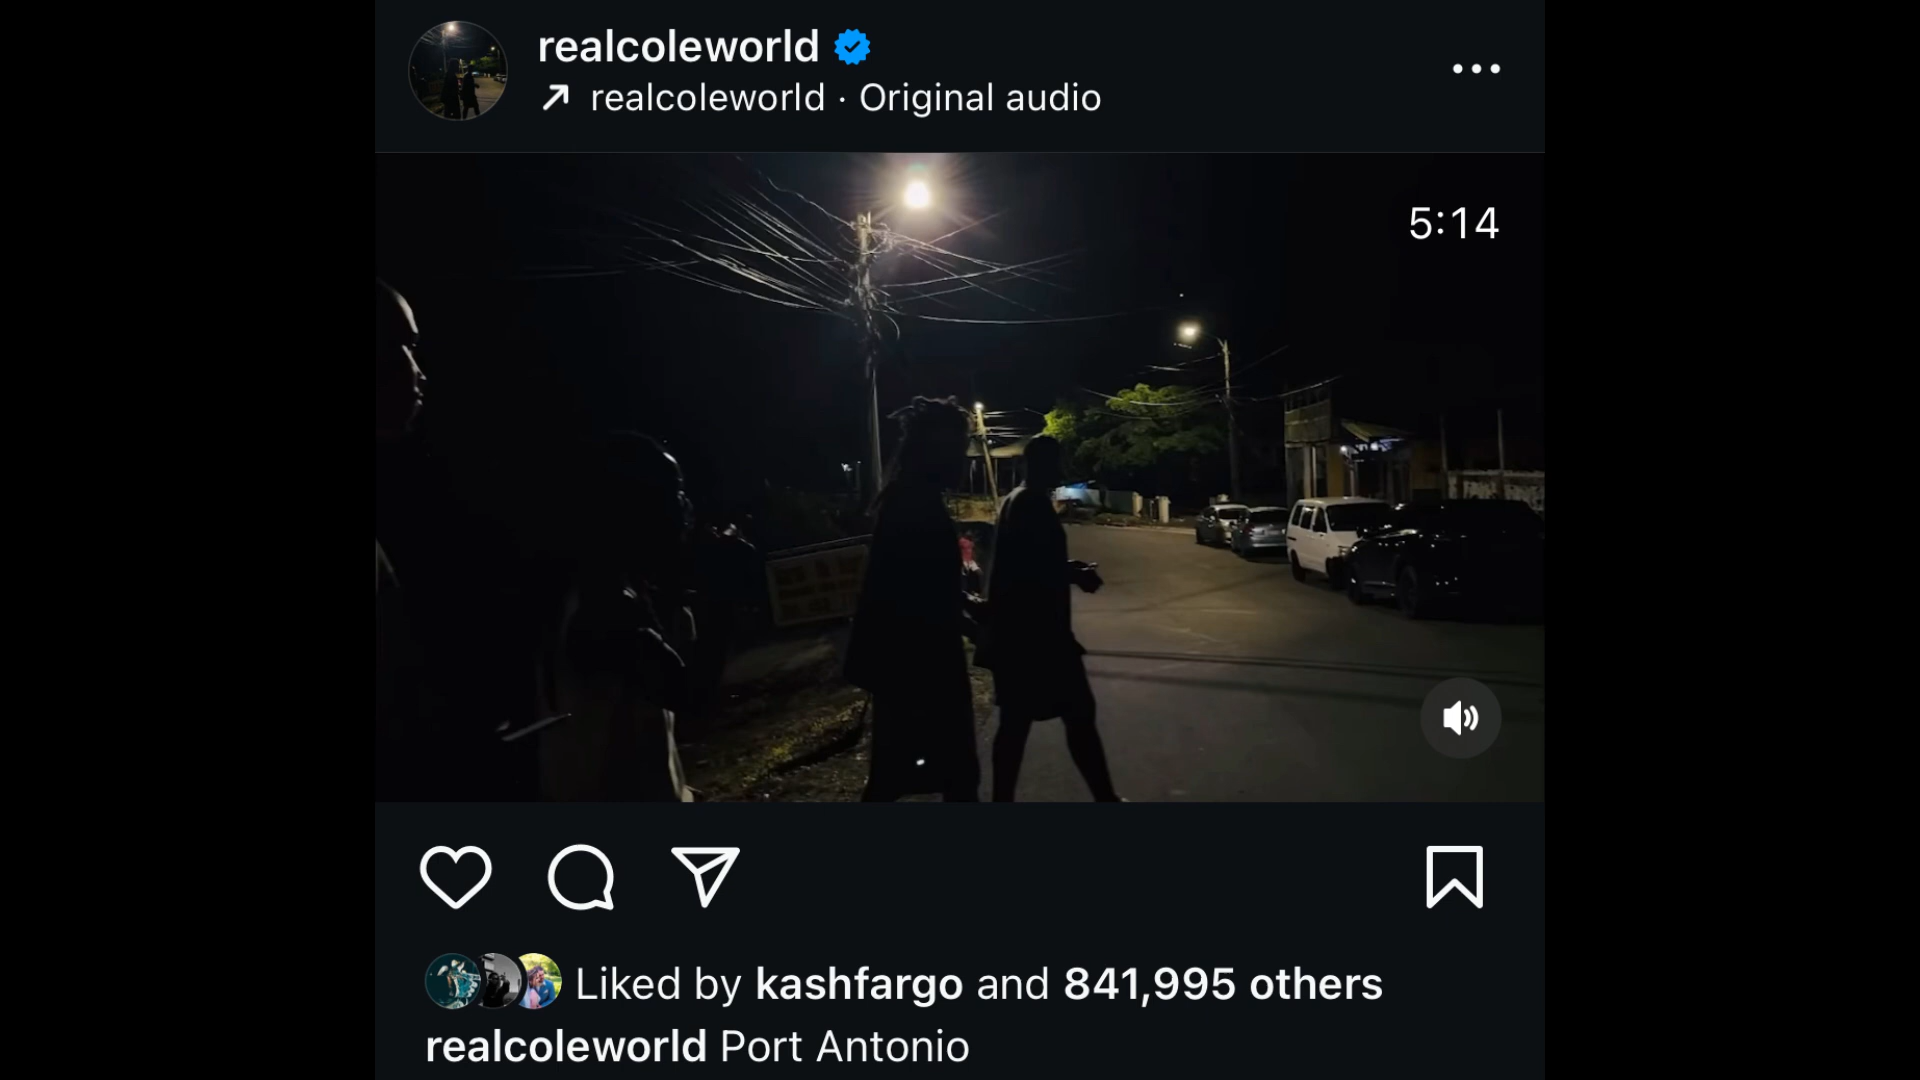 realcoleworld
realcoleworld · Original audio
5:14
Liked by kashfargo and 841,995 others
realcoleworld Port Antonio